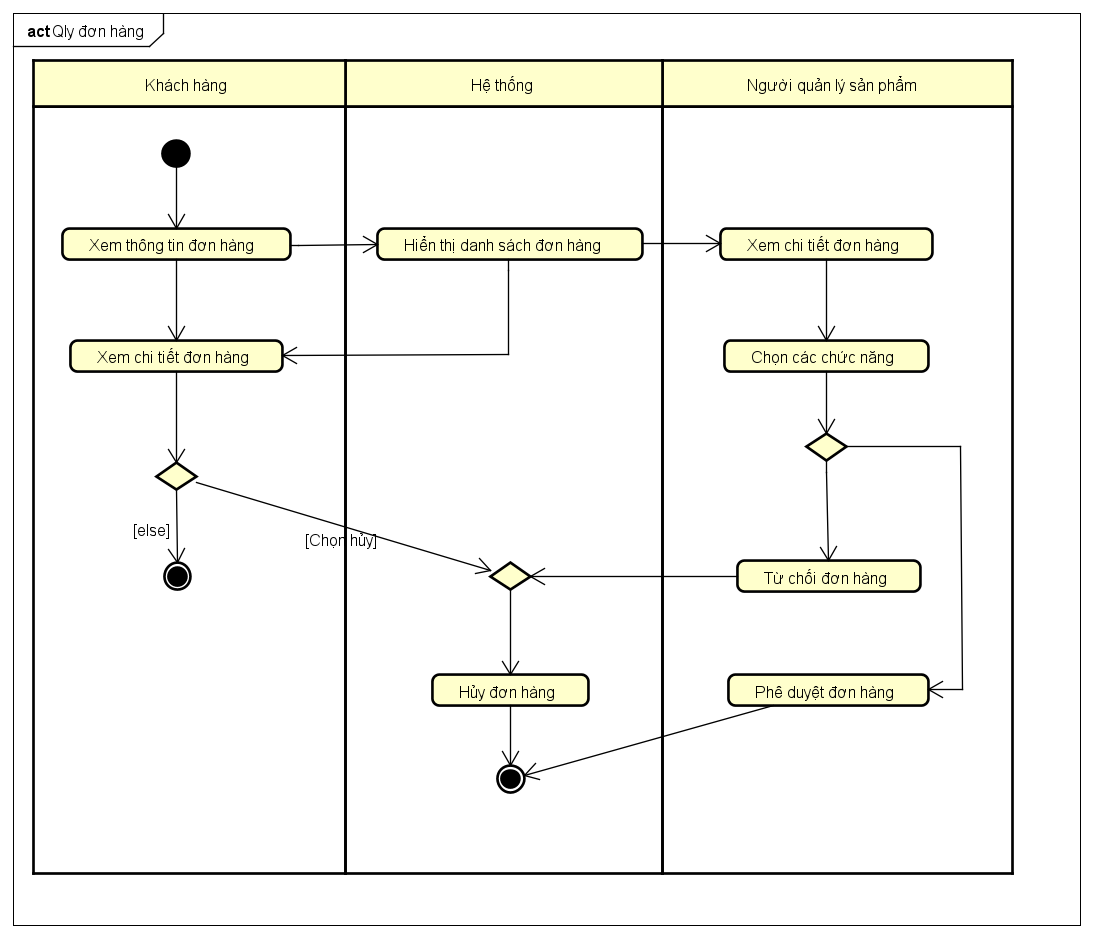 act Qly đơn hàng
Khách hàng
Hệ thống
Người quản lý sản phẩm
Xem thông tin đơn hàng
Hiển thị danh sách đơn hàng
Xem chi tiết đơn hàng
Xem chi tiết đơn hàng
Chọn các chức năng
[else]
[Chọn hủy]
Từ chối đơn hàng
Hủy đơn hàng
Phê duyệt đơn hàng